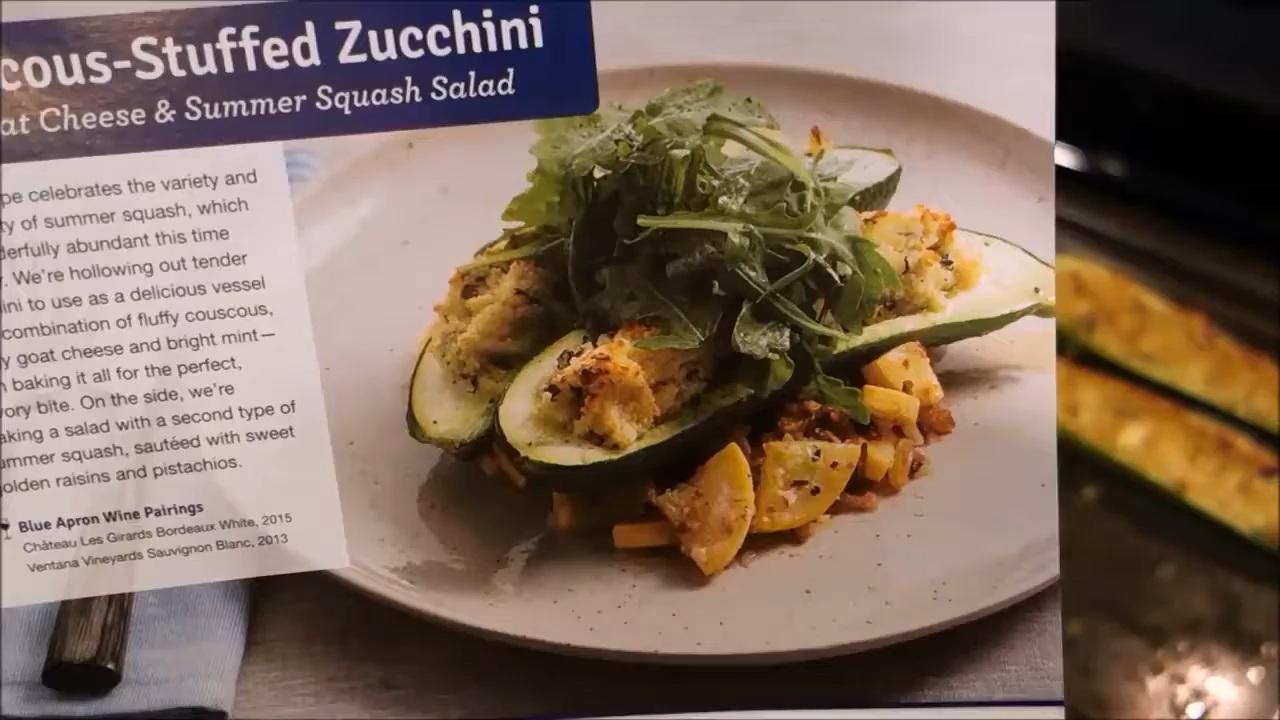 cous-Stuffed Zucchini
at Cheese & Summer Squash Salad
pe celebrates the variety and
ty of summer squash, which
derfully abundant this time
r. We're hollowing out tender
ini to use as a delicious vessel
combination of fluffy couscous,
y goat cheese and bright mint—
n baking it all for the perfect,
vory bite. On the side, we're
aking a salad with a second type of
ummer squash, sautéed with sweet
olden raisins and pistachios.
Blue Apron Wine Pairings
Château Les Girards Bordeaux White, 2015
Ventana Vineyards Sauvignon Blanc, 2013